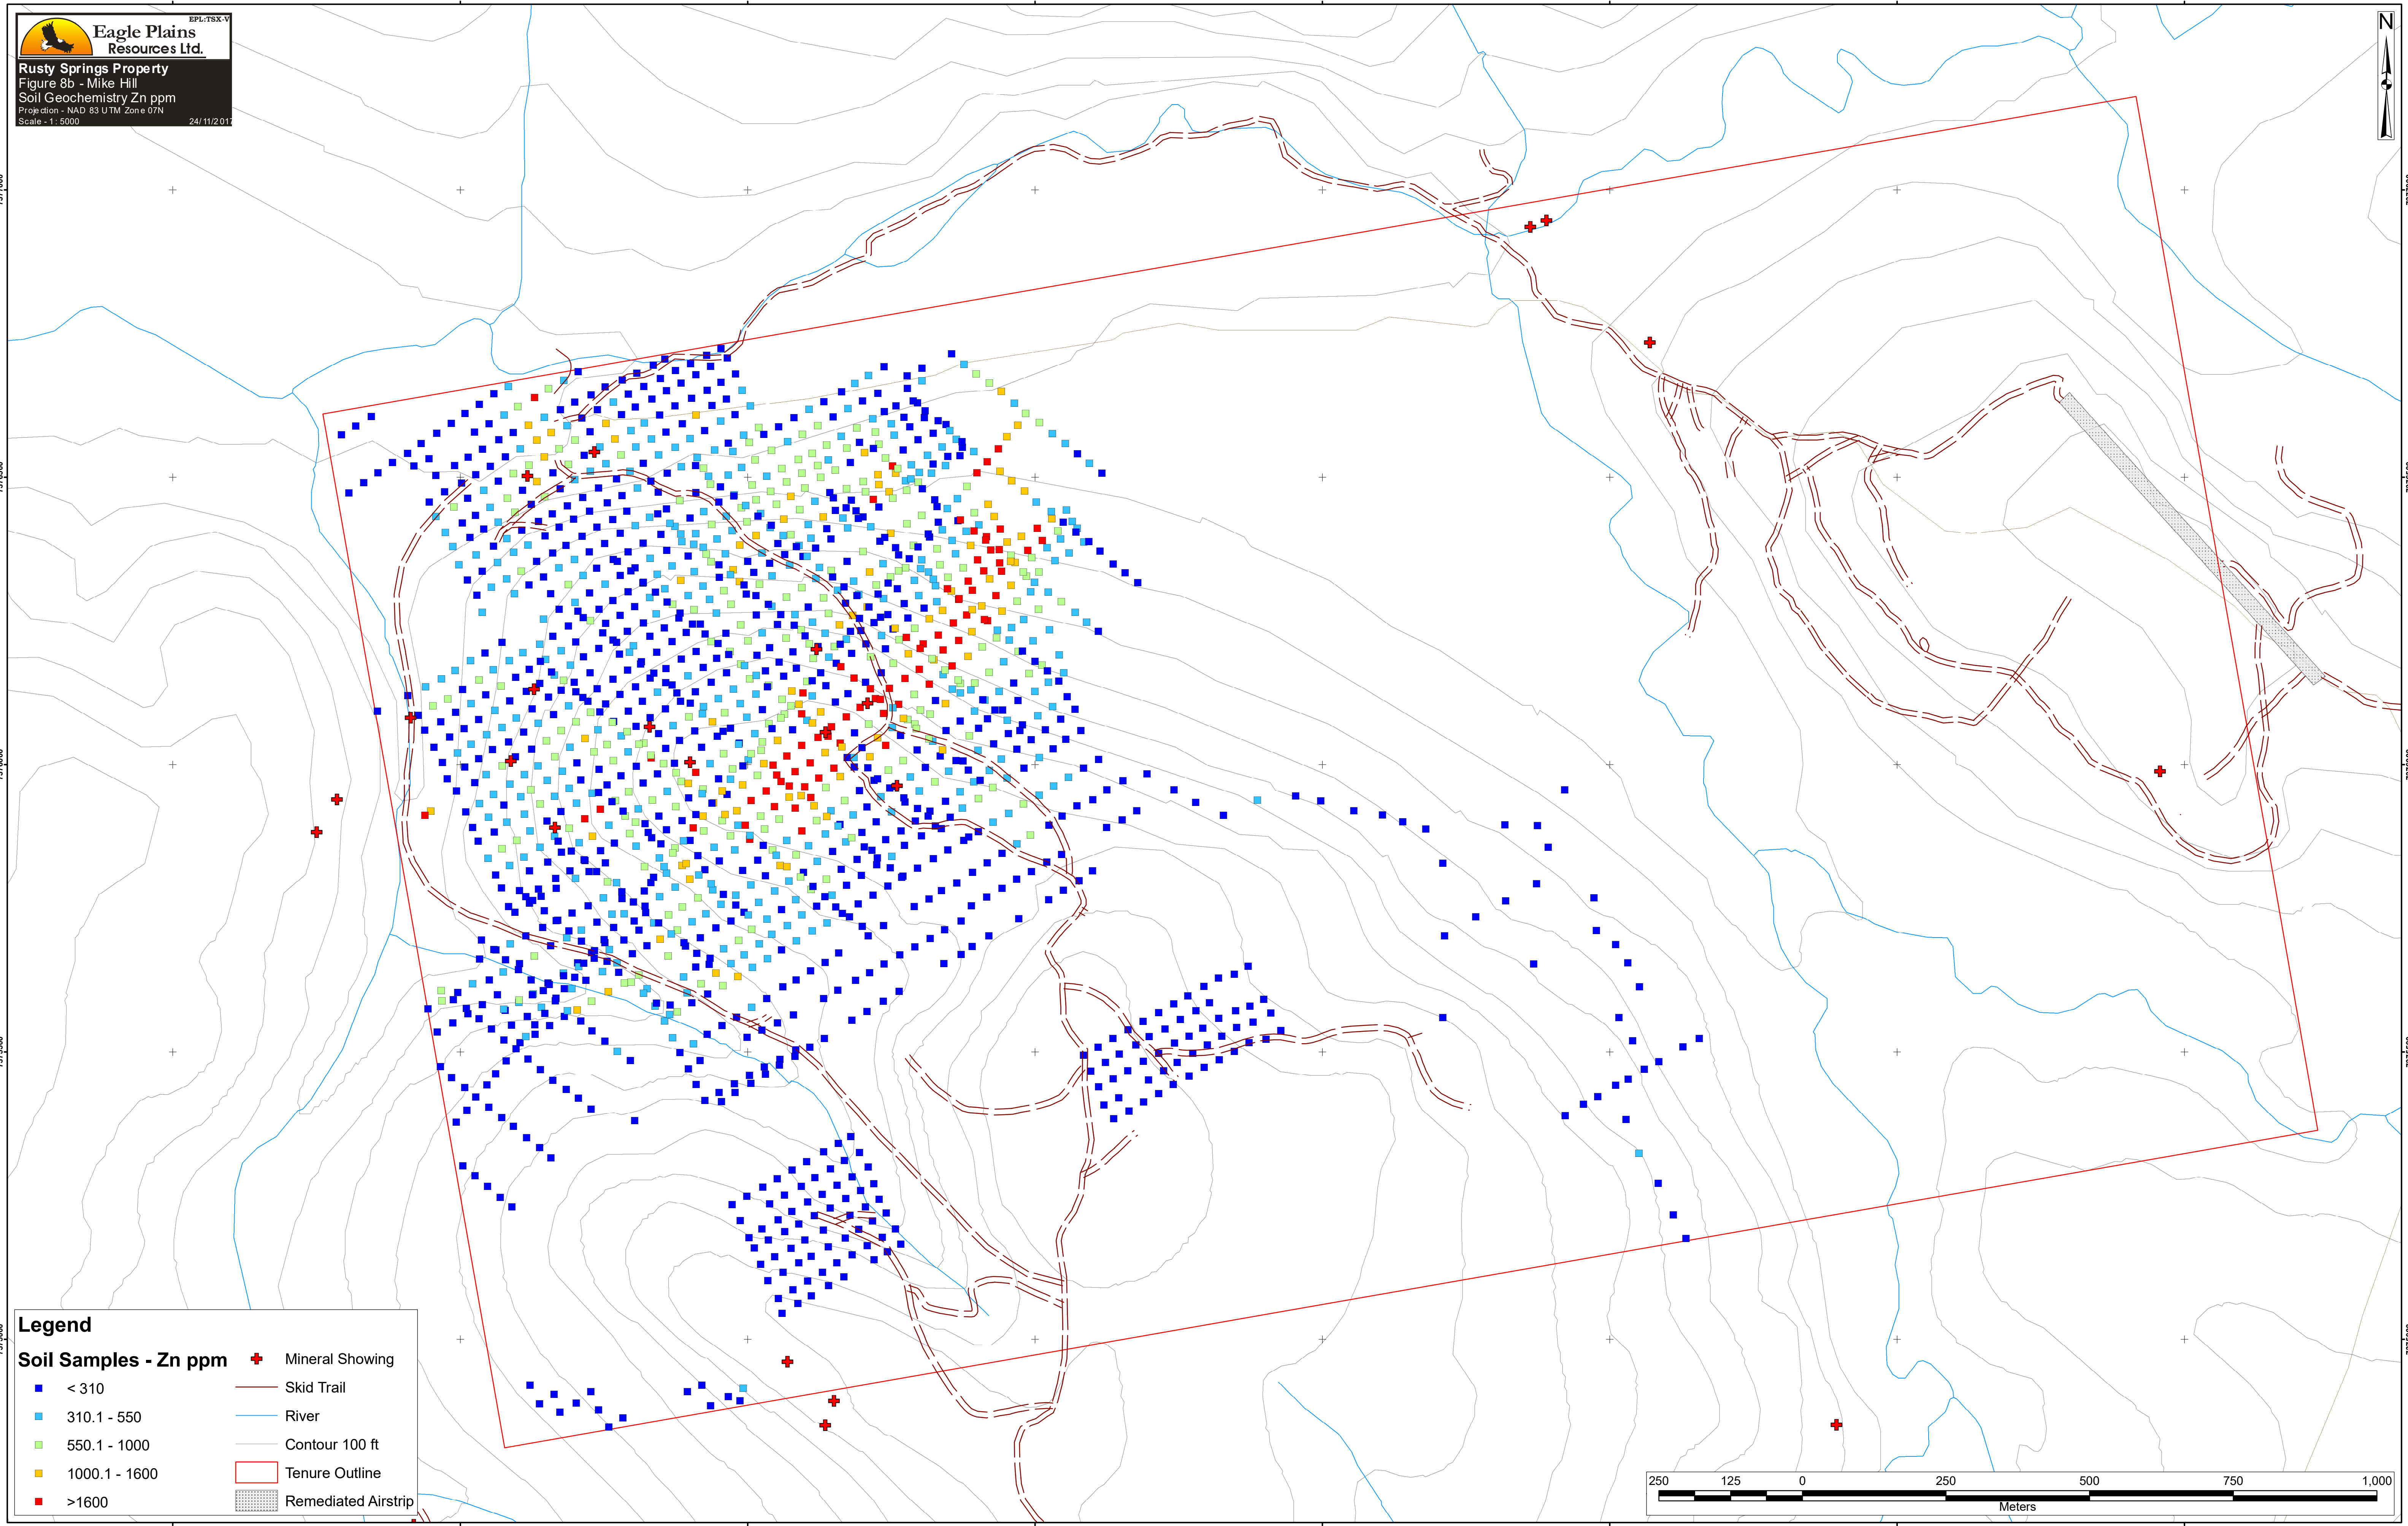 EPL:TSX-V
Eagle Plains
Resources Ltd.
Rusty Springs Property
Figure 8b - Mike Hill
Soil Geochemistry Zn ppm
Projection - NAD 83 UTM Zone 07N
Scale - 1 : 5000 24/11/2017
N
Legend
Soil Samples - Zn ppm
< 310
310.1 - 550
550.1 - 1000
1000.1 - 1600
>1600
Mineral Showing
Skid Trail
River
Contour 100 ft
Tenure Outline
Remediated Airstrip
250 125 0 250 500 750 1,000
Meters